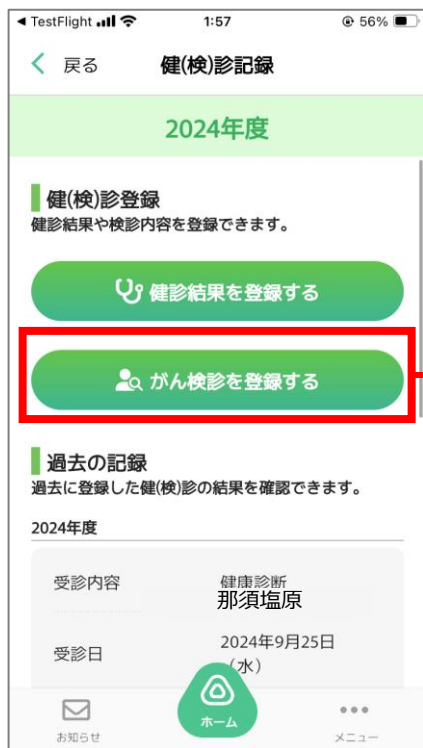 TestFlight 1:57 56%
戻る 健(検)診記録
2024年度
健(検)診登録
健診結果や検診内容を登録できます。
健診結果を登録する
がん検診を登録する
過去の記録
過去に登録した健(検)診の結果を確認できます。
2024年度
受診内容 健康診断
那須塩原
受診日 2024年9月25日
（水）
お知らせ ホーム メニュー